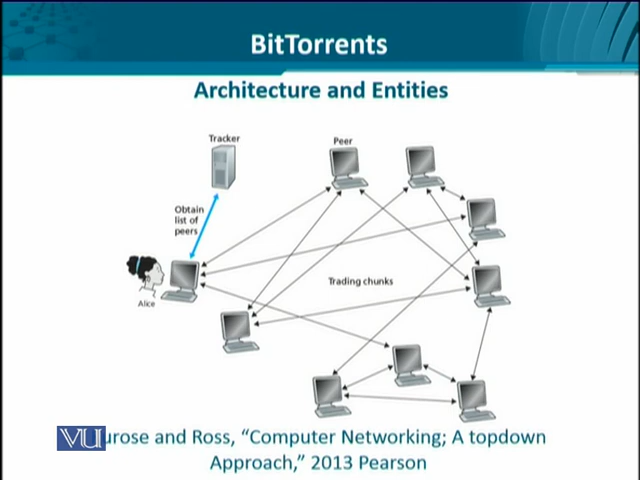 BitTorrents
Architecture and Entities
Tracker
Peer
Obtain
list of
peers
Trading chunks
Alice
VU urose and Ross, “Computer Networking; A topdown
Approach,” 2013 Pearson